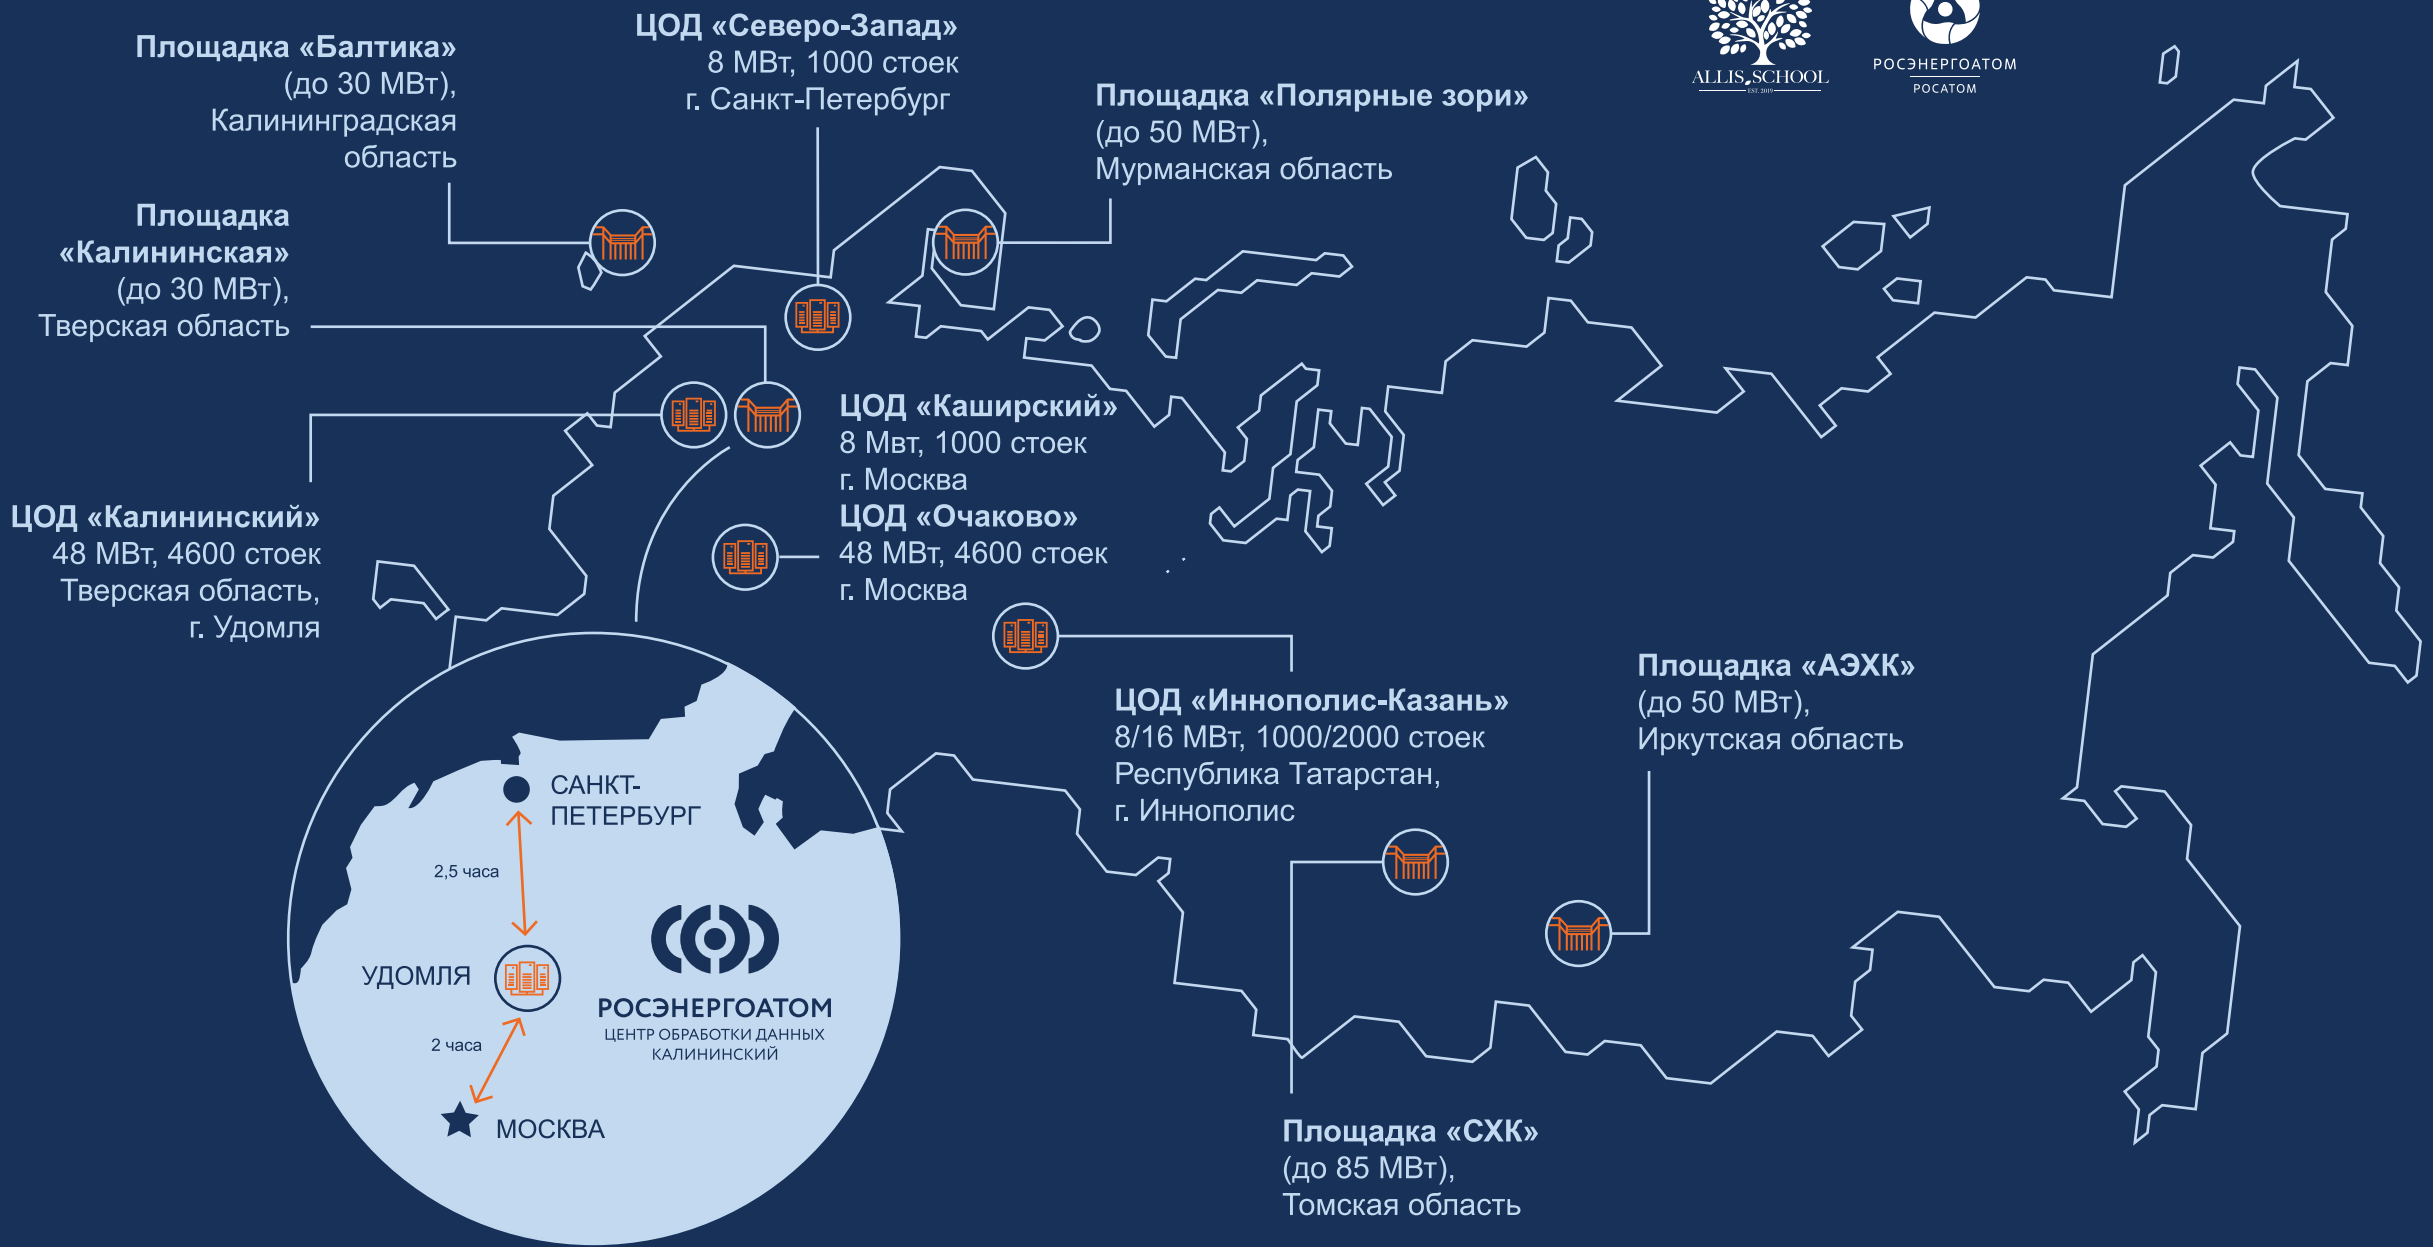 Площадка «Балтика»
(до 30 МВт),
Калининградская
область
ЦОД «Северо-Запад»
8 МВт, 1000 стоек
г. Санкт-Петербург
Площадка «Полярные зори»
(до 50 МВт),
Мурманская область
ALLIS SCHOOL
EST. 2019
РОСЭНЕРГОАТОМ
РОСАТОМ
Площадка
«Калининская»
(до 30 МВт),
Тверская область
ЦОД «Каширский»
8 Мвт, 1000 стоек
г. Москва
ЦОД «Очаково»
48 МВт, 4600 стоек
г. Москва
ЦОД «Калининский»
48 МВт, 4600 стоек
Тверская область,
г. Удомля
ЦОД «Иннополис-Казань»
8/16 МВт, 1000/2000 стоек
Республика Татарстан,
г. Иннополис
Площадка «АЭХК»
(до 50 МВт),
Иркутская область
САНКТ-
ПЕТЕРБУРГ
2,5 часа
УДОМЛЯ
РОСЭНЕРГОАТОМ
ЦЕНТР ОБРАБОТКИ ДАННЫХ
КАЛИНИНСКИЙ
2 часа
МОСКВА
Площадка «СХК»
(до 85 МВт),
Томская область